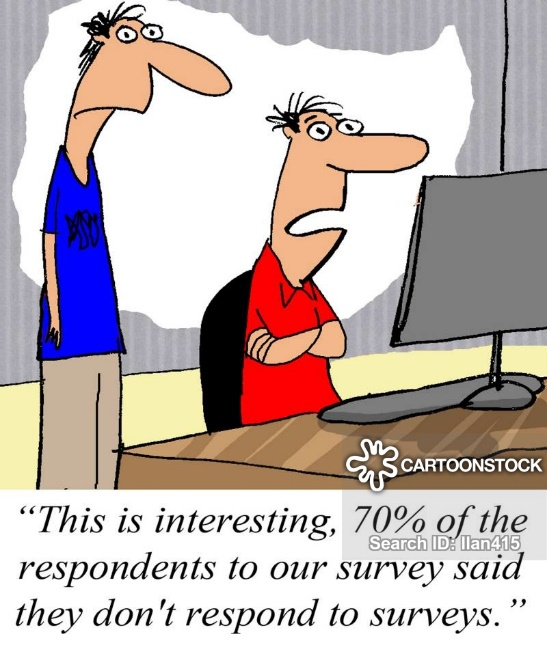 CARTOONSTOCK
Search ID: llan415
“This is interesting, 70% of the
respondents to our survey said
they don't respond to surveys.”